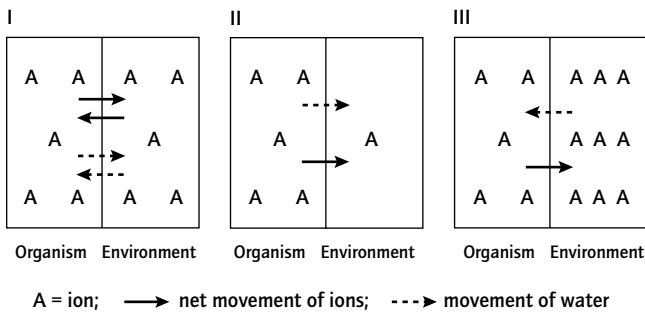 I II III
A A A A A A A A A A A
A A A A A A A A
A A A A A A A A A A A
Organism Environment Organism Environment Organism Environment
A = ion; net movement of ions; movement of water